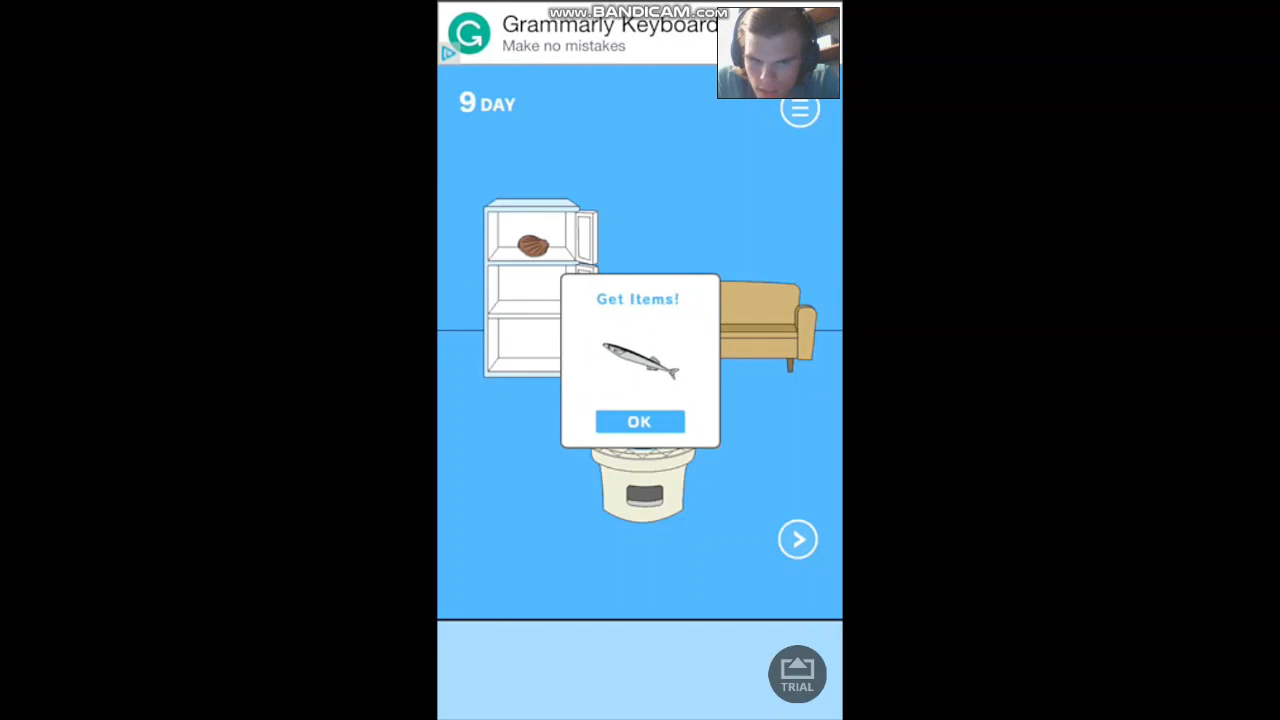 www.BANDICAM.com
Grammarly Keyboard
Make no mistakes
9 DAY
Get Items!
OK
TRIAL